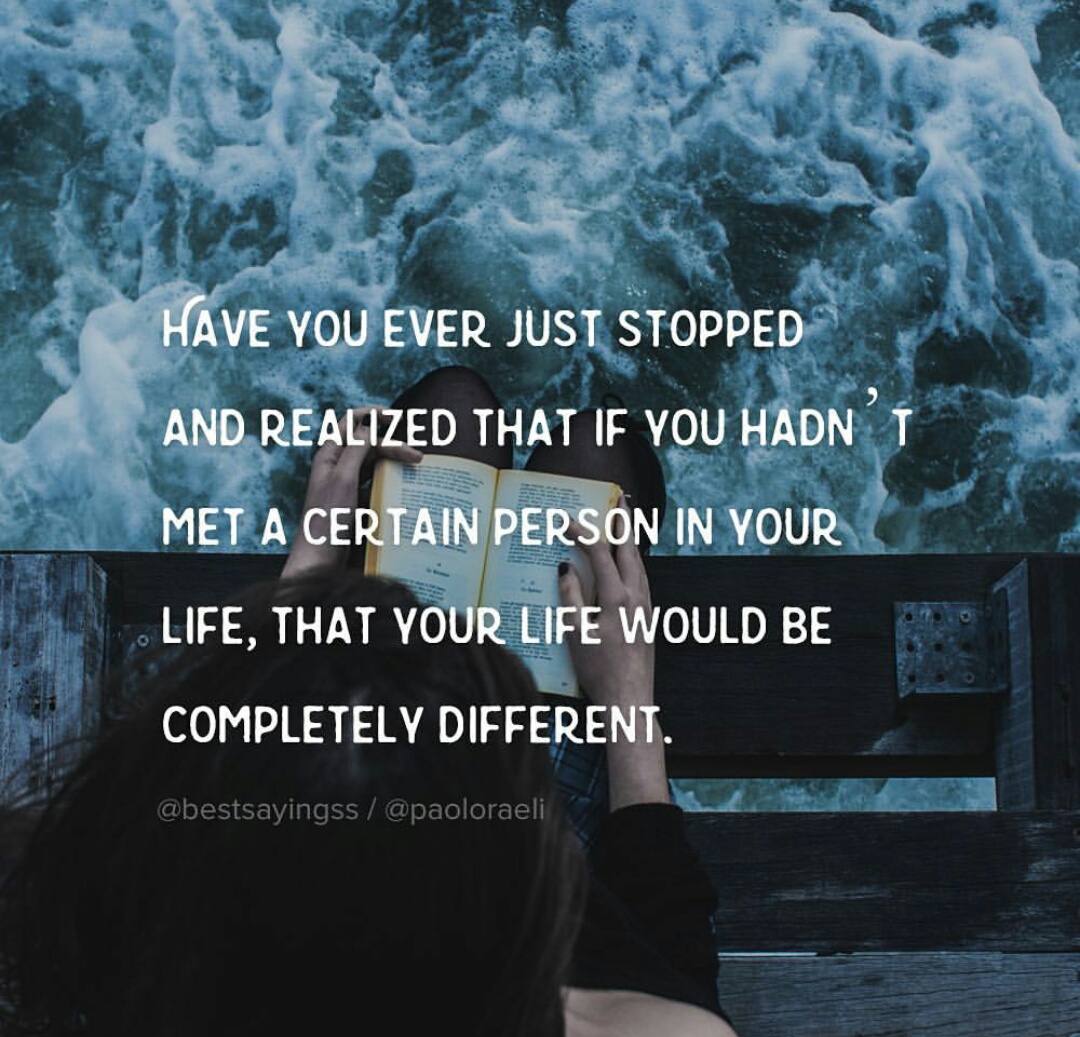 Have you ever just stopped
and realized that if you hadn't
met a certain person in your
life, that your life would be
completely different.
@bestsayingss / @paoloraeli